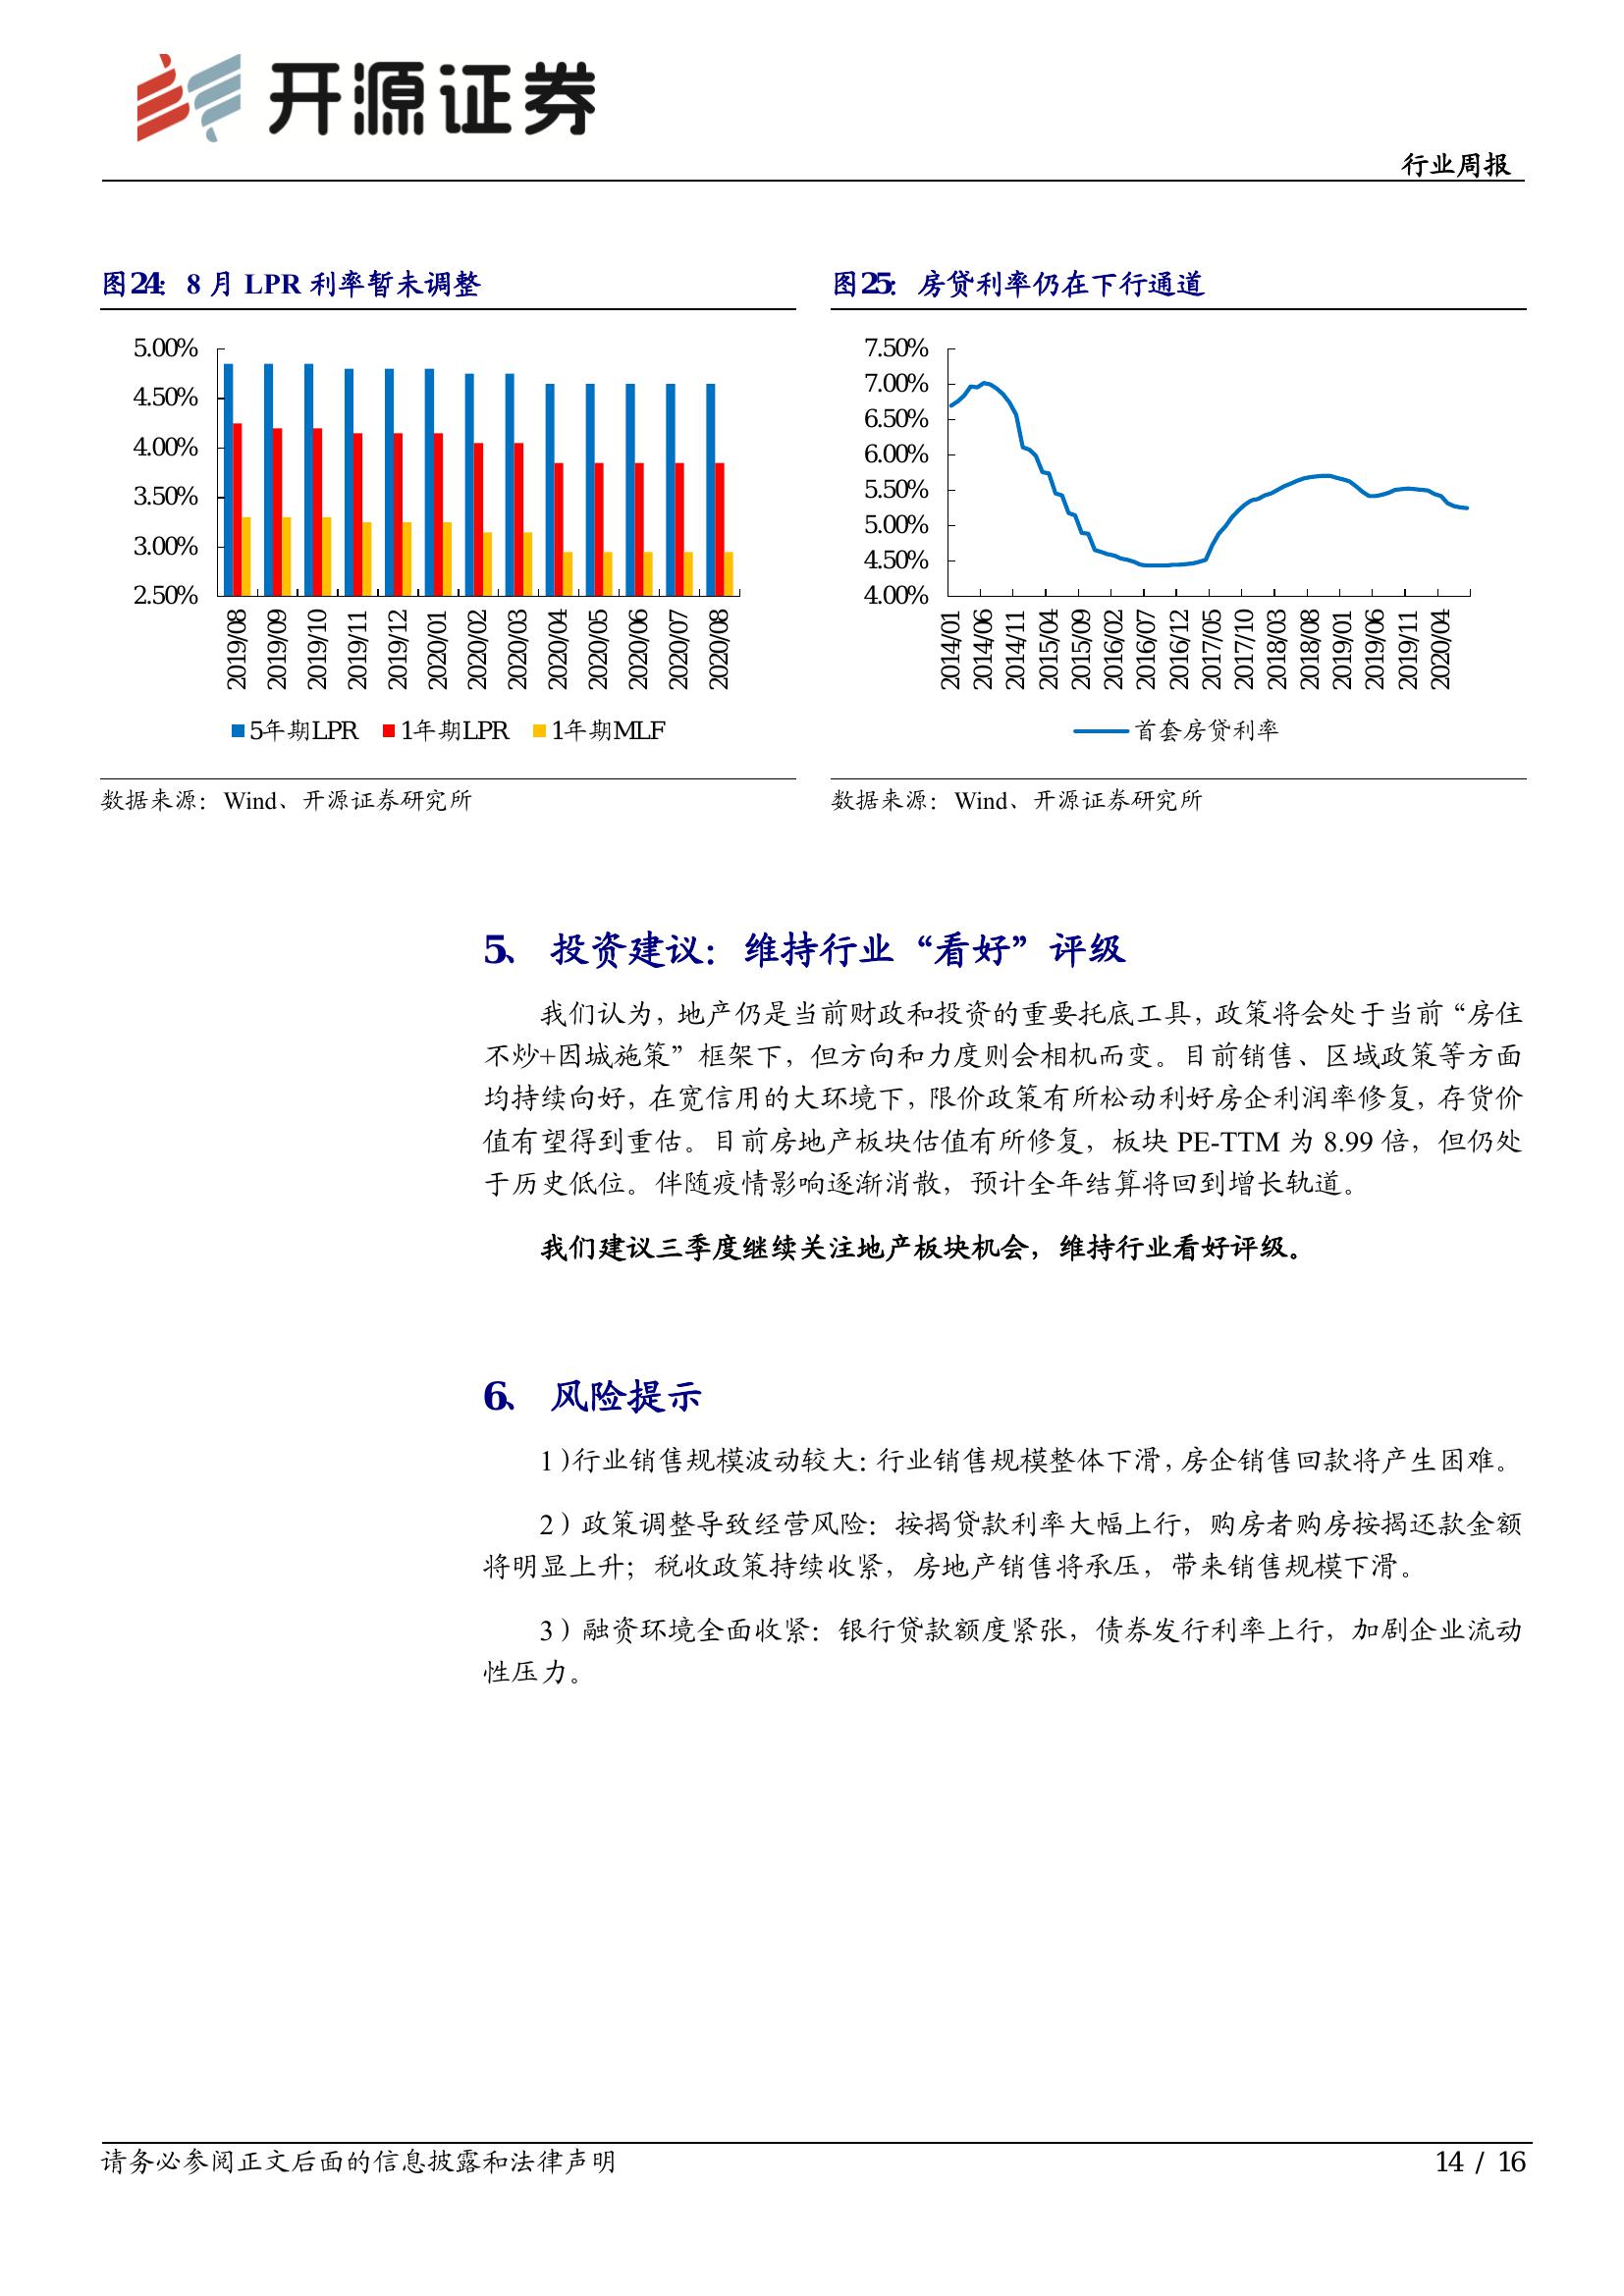 开源证券
行业周报
图24：8 月 LPR 利率暂未调整
5.00%
4.50%
4.00%
3.50%
3.00%
2.50%
2019/08
2019/09
2019/10
2019/11
2019/12
2020/01
2020/02
2020/03
2020/04
2020/05
2020/06
2020/07
2020/08
5年期LPR 1年期LPR 1年期MLF
数据来源：Wind、开源证券研究所
图25：房贷利率仍在下行通道
7.50%
7.00%
6.50%
6.00%
5.50%
5.00%
4.50%
4.00%
2014/01
2014/06
2014/11
2015/04
2015/09
2016/02
2016/07
2016/12
2017/05
2017/10
2018/03
2018/08
2019/01
2019/06
2019/11
2020/04
首套房贷利率
数据来源：Wind、开源证券研究所
5、 投资建议：维持行业“看好”评级
我们认为，地产仍是当前财政和投资的重要托底工具，政策将会处于当前“房住
不炒+因城施策”框架下，但方向和力度则会相机而变。目前销售、区域政策等方面
均持续向好，在宽信用的大环境下，限价政策有所松动利好房企利润率修复，存货价
值有望得到重估。目前房地产板块估值有所修复，板块 PE-TTM 为 8.99 倍，但仍处
于历史低位。伴随疫情影响逐渐消散，预计全年结算将回到增长轨道。
我们建议三季度继续关注地产板块机会，维持行业看好评级。
6、 风险提示
1）行业销售规模波动较大：行业销售规模整体下滑，房企销售回款将产生困难。
2）政策调整导致经营风险：按揭贷款利率大幅上行，购房者购房按揭还款金额
将明显上升；税收政策持续收紧，房地产销售将承压，带来销售规模下滑。
3）融资环境全面收紧：银行贷款额度紧张，债券发行利率上行，加剧企业流动
性压力。
请务必参阅正文后面的信息披露和法律声明
14 / 16